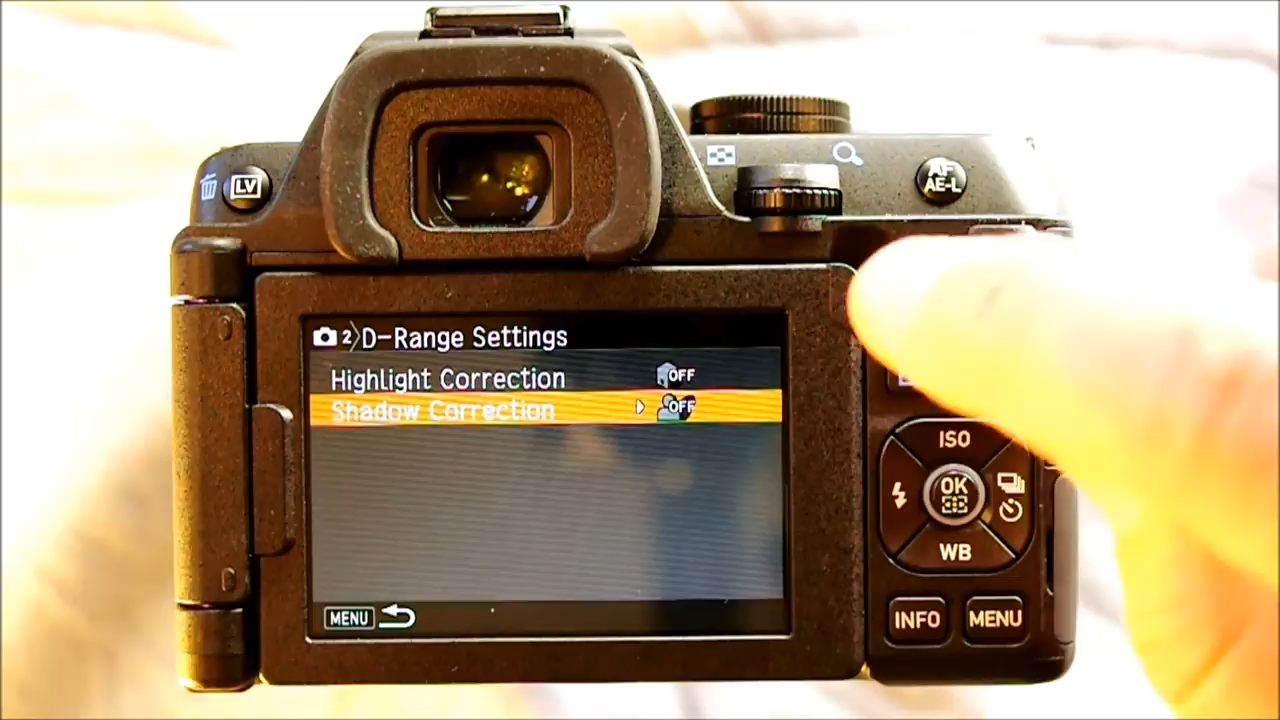 LV
AF
AE-L
2 D-Range Settings
Highlight Correction OFF
Shadow Correction OFF
MENU
ISO
OK
WB
INFO
MENU